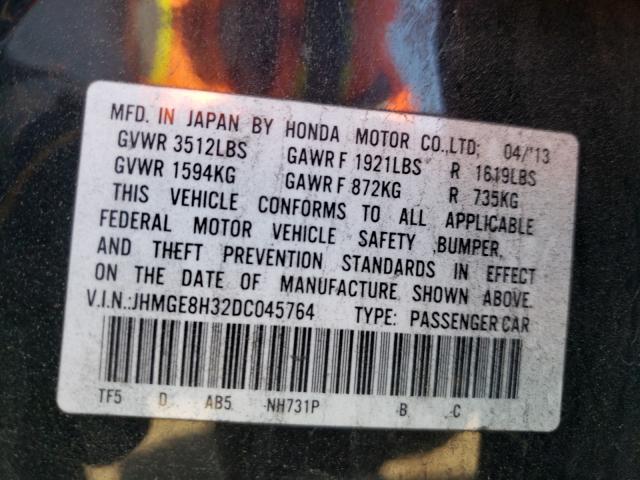 MFD. IN JAPAN BY HONDA MOTOR CO.,LTD; 04/'13
GVWR 3512LBS GAWR F 1921LBS R 1619LBS
GVWR 1594KG GAWR F 872KG R 735KG
THIS VEHICLE CONFORMS TO ALL APPLICABLE
FEDERAL MOTOR VEHICLE SAFETY, BUMPER,
AND THEFT PREVENTION STANDARDS IN EFFECT
ON THE DATE OF MANUFACTURE SHOWN ABOVE.
V.I.N.:JHMGE8H32DC045764 TYPE: PASSENGER CAR
TF5 D AB5 NH731P B C